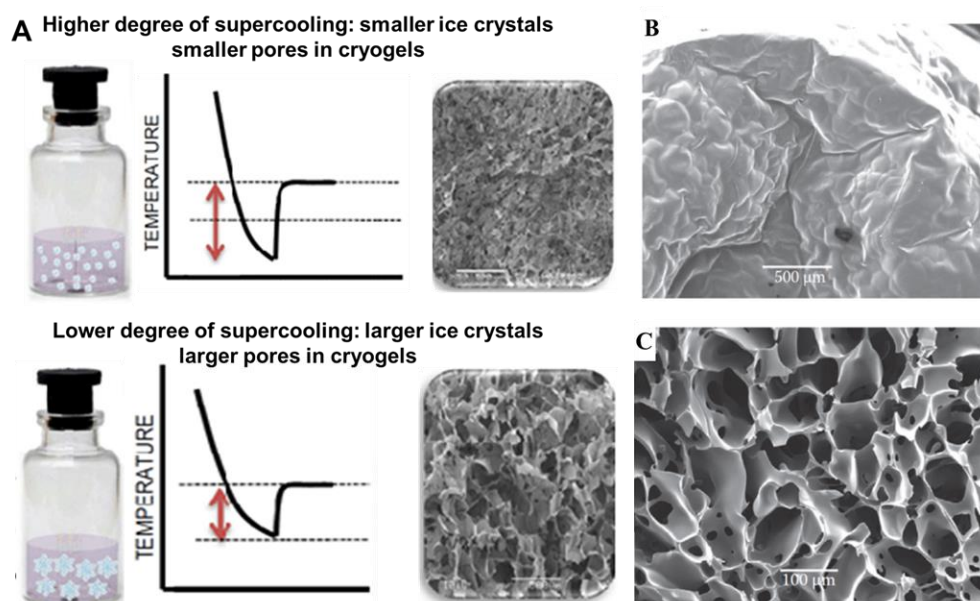 A
Higher degree of supercooling: smaller ice crystals
smaller pores in cryogels
TEMPERATURE
B
500 μm
Lower degree of supercooling: larger ice crystals
larger pores in cryogels
TEMPERATURE
C
100 μm